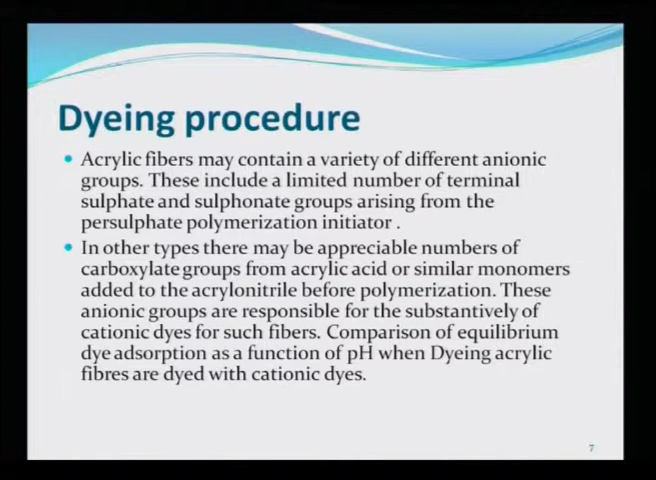 Dyeing procedure
Acrylic fibers may contain a variety of different anionic
groups. These include a limited number of terminal
sulphate and sulphonate groups arising from the
persulphate polymerization initiator .
In other types there may be appreciable numbers of
carboxylate groups from acrylic acid or similar monomers
added to the acrylonitrile before polymerization. These
anionic groups are responsible for the substantively of
cationic dyes for such fibers. Comparison of equilibrium
dye adsorption as a function of pH when Dyeing acrylic
fibres are dyed with cationic dyes.
7